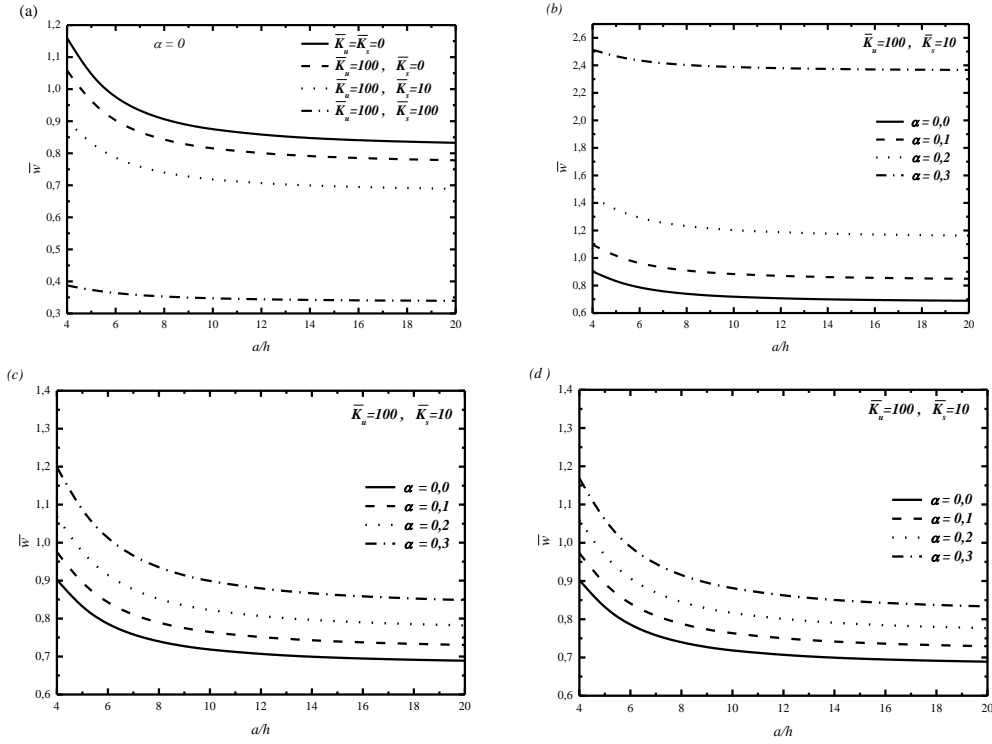 (a)
1,2
1,1
1,0
0,9
0,8
0,7
0,6
0,5
0,4
0,3
w̅
α = 0
K̅u=K̅s=0
K̅u=100 , K̅s=0
K̅u=100 , K̅s=10
K̅u=100 , K̅s=100
4 6 8 10 12 14 16 18 20
a/h
(b)
2,6
2,4
2,2
2,0
1,8
1,6
1,4
1,2
1,0
0,8
0,6
w̅
K̅u=100 , K̅s=10
α = 0,0
α = 0,1
α = 0,2
α = 0,3
4 6 8 10 12 14 16 18 20
a/h
(c)
1,4
1,3
1,2
1,1
1,0
0,9
0,8
0,7
0,6
w̅
K̅u=100 , K̅s=10
α = 0,0
α = 0,1
α = 0,2
α = 0,3
4 6 8 10 12 14 16 18 20
a/h
(d )
1,4
1,3
1,2
1,1
1,0
0,9
0,8
0,7
0,6
w̅
K̅u=100 , K̅s=10
α = 0,0
α = 0,1
α = 0,2
α = 0,3
4 6 8 10 12 14 16 18 20
a/h